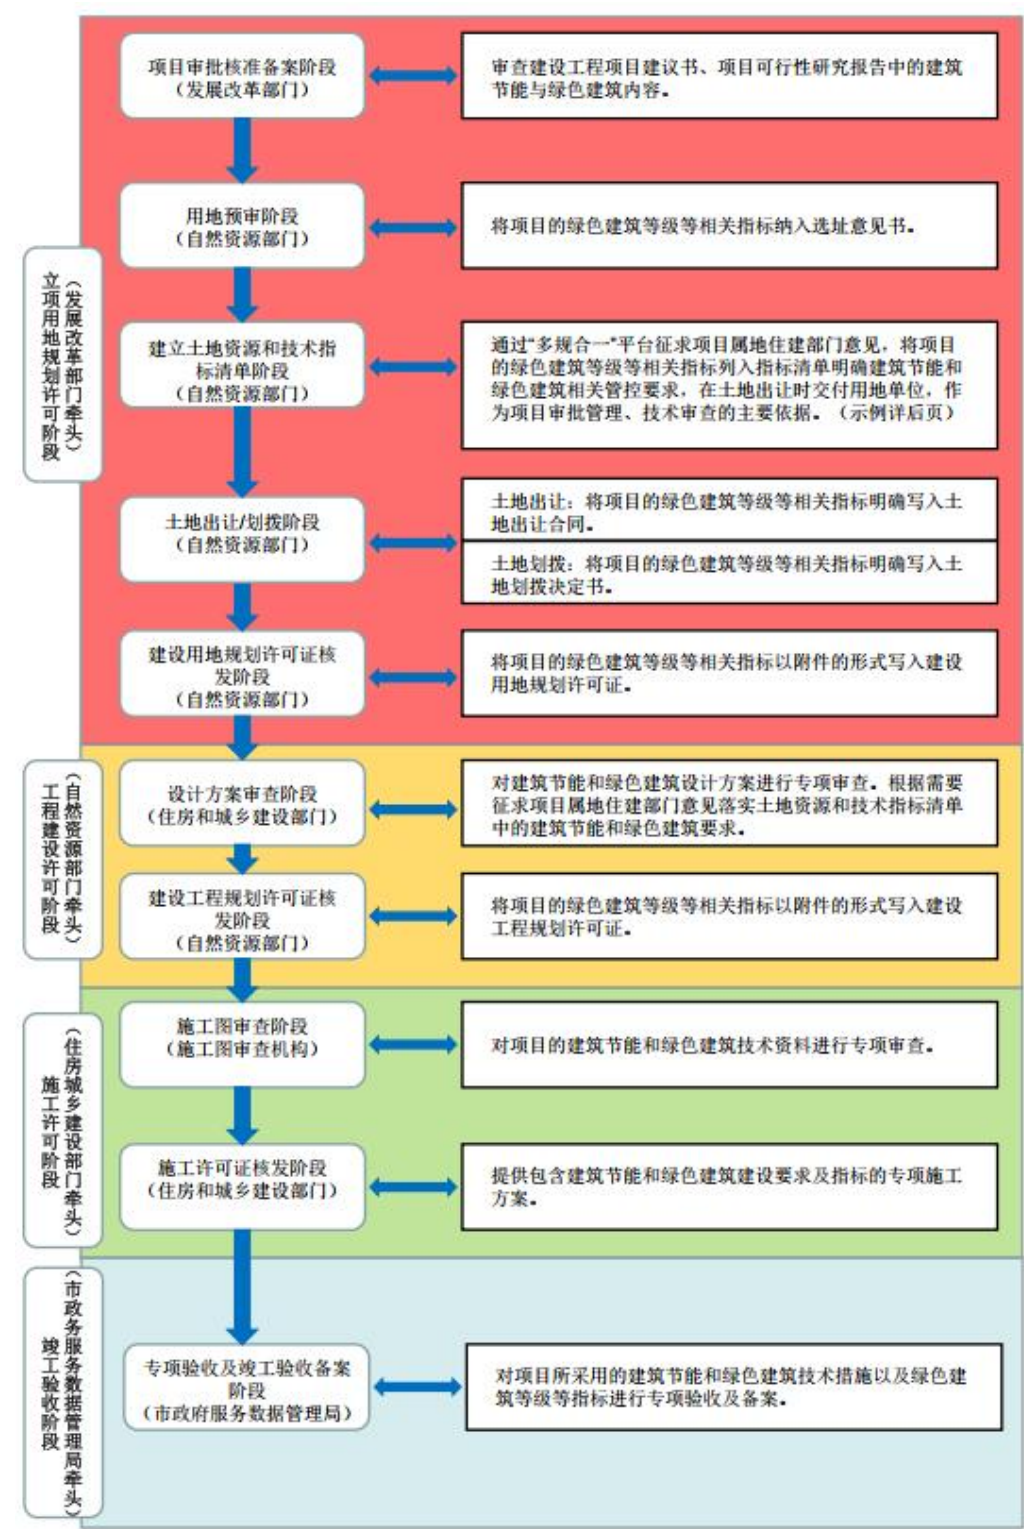 项目审批核准备案阶段
（发展改革部门）
审查建设工程项目建议书、项目可行性研究报告中的建筑
节能与绿色建筑内容。
用地预审阶段
（自然资源部门）
将项目的绿色建筑等级等相关指标纳入选址意见书。
立项用地规划许可阶段
（发展改革部门牵头）
建立土地资源和技术指
标清单阶段
（自然资源部门）
通过“多规合一”平台征求项目属地住建部门意见，将项目
的绿色建筑等级等相关指标列入指标清单明确建筑节能和
绿色建筑相关管控要求，在土地出让时交付用地单位，作
为项目审批管理、技术审查的主要依据。（示例详后页）
土地出让/划拨阶段
（自然资源部门）
土地出让：将项目的绿色建筑等级等相关指标明确写入土
地出让合同。
土地划拨：将项目的绿色建筑等级等相关指标明确写入土
地划拨决定书。
建设用地规划许可证核
发阶段
（自然资源部门）
将项目的绿色建筑等级等相关指标以附件的形式写入建设
用地规划许可证。
工程建设许可阶段
（自然资源部门牵头）
设计方案审查阶段
（住房和城乡建设部门）
对建筑节能和绿色建筑设计方案进行专项审查。根据需要
征求项目属地住建部门意见落实土地资源和技术指标清单
中的建筑节能和绿色建筑要求。
建设工程规划许可证核
发阶段
（自然资源部门）
将项目的绿色建筑等级等相关指标以附件的形式写入建设
工程规划许可证。
施工许可阶段
（住房城乡建设部门牵头）
施工图审查阶段
（施工图审查机构）
对项目的建筑节能和绿色建筑技术资料进行专项审查。
施工许可证核发阶段
（住房和城乡建设部门）
提供包含建筑节能和绿色建筑建设要求及指标的专项施工
方案。
竣工验收阶段
（市政务服务数据管理局牵头）
专项验收及竣工验收备案
阶段
（市政府服务数据管理局）
对项目所采用的建筑节能和绿色建筑技术措施以及绿色建
筑等级等指标进行专项验收及备案。